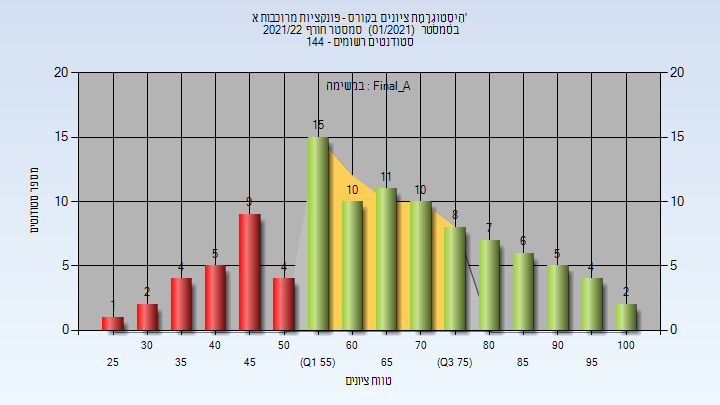 היסטוגרמת ציונים בקורס - פונקציות מרוכבות א'
בסמסטר (01/2021) סמסטר חורף 2021/22
סטודנטים רשומים - 144
במשימה : Final_A
מספר סטודנטים
20 20
15 15
10 10
5 5
0 0
1 2 4 5 9 4 15 10 11 10 8 7 6 5 4 2
30 40 50 60 70 80 90 100
25 35 45 (Q1 55) 65 (Q3 75) 85 95
טווח ציונים